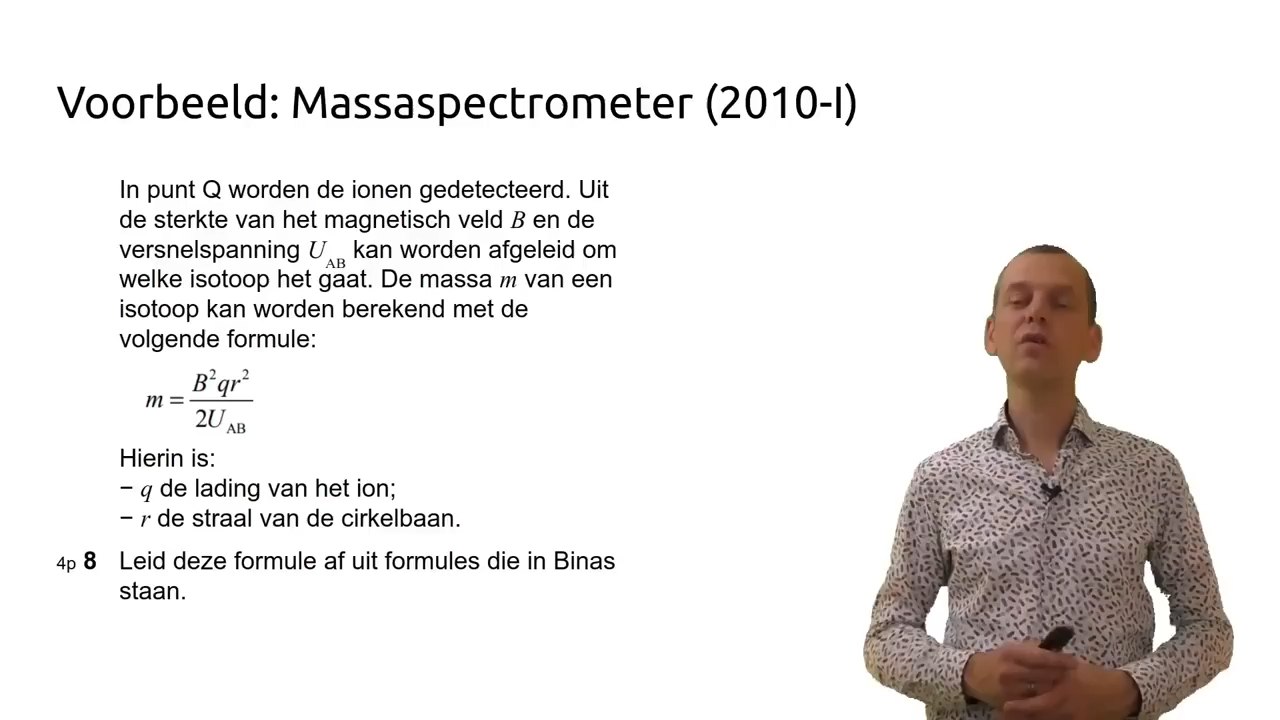 Voorbeeld: Massaspectrometer (2010-I)
In punt Q worden de ionen gedetecteerd. Uit
de sterkte van het magnetisch veld B en de
versnelspanning U_AB kan worden afgeleid om
welke isotoop het gaat. De massa m van een
isotoop kan worden berekend met de
volgende formule:
m = B²qr² / 2U_AB
Hierin is:
− q de lading van het ion;
− r de straal van de cirkelbaan.
4p 8 Leid deze formule af uit formules die in Binas
staan.